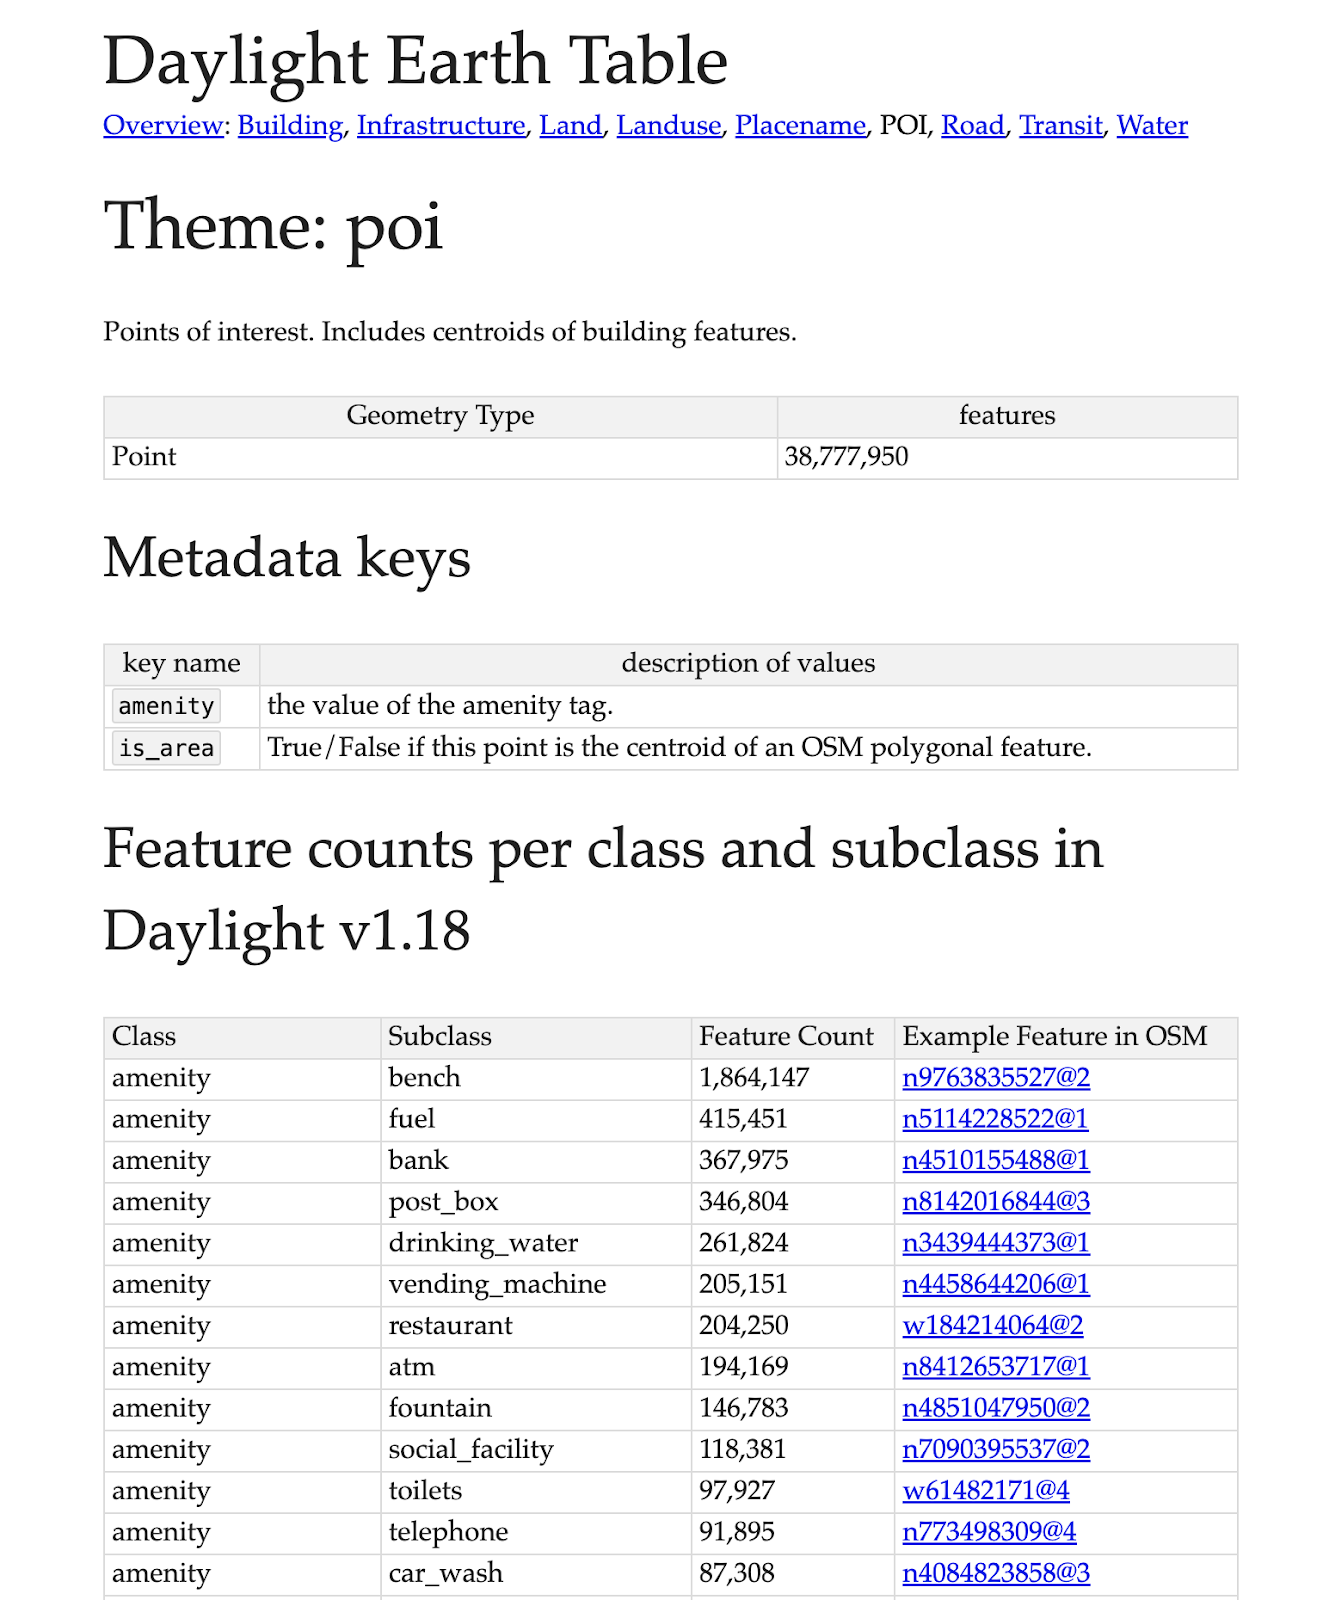 Daylight Earth Table
Overview: Building, Infrastructure, Land, Landuse, Placename, POI, Road, Transit, Water
Theme: poi
Points of interest. Includes centroids of building features.
Geometry Type features
Point 38,777,950
Metadata keys
key name description of values
amenity the value of the amenity tag.
is_area True/False if this point is the centroid of an OSM polygonal feature.
Feature counts per class and subclass in
Daylight v1.18
Class Subclass Feature Count Example Feature in OSM
amenity bench 1,864,147 n9763835527@2
amenity fuel 415,451 n5114228522@1
amenity bank 367,975 n4510155488@1
amenity post_box 346,804 n8142016844@3
amenity drinking_water 261,824 n3439444373@1
amenity vending_machine 205,151 n4458644206@1
amenity restaurant 204,250 w184214064@2
amenity atm 194,169 n8412653717@1
amenity fountain 146,783 n4851047950@2
amenity social_facility 118,381 n7090395537@2
amenity toilets 97,927 w61482171@4
amenity telephone 91,895 n773498309@4
amenity car_wash 87,308 n4084823858@3